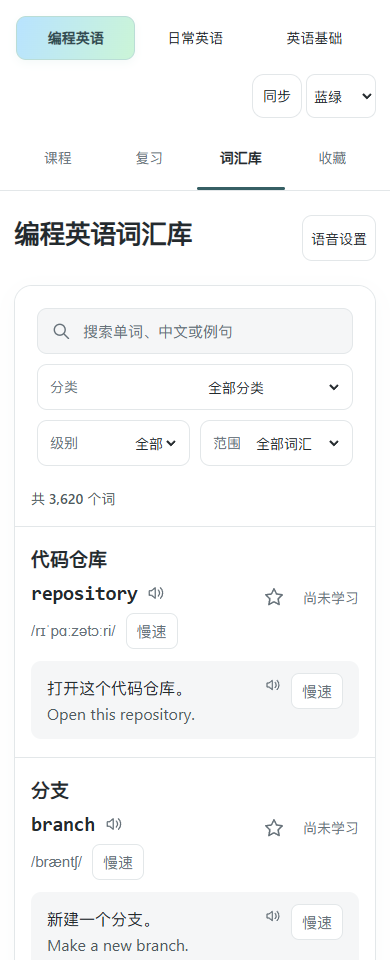 编程英语 日常英语 英语基础
同步 蓝绿
课程 复习 词汇库 收藏
编程英语词汇库 语音设置
搜索单词、中文或例句
分类 全部分类
级别 全部 范围 全部词汇
共 3,620 个词
代码仓库
repository 尚未学习
/rɪˈpɑːzətɔːri/ 慢速
打开这个代码仓库。 慢速
Open this repository.
分支
branch 尚未学习
/bræntʃ/ 慢速
新建一个分支。 慢速
Make a new branch.